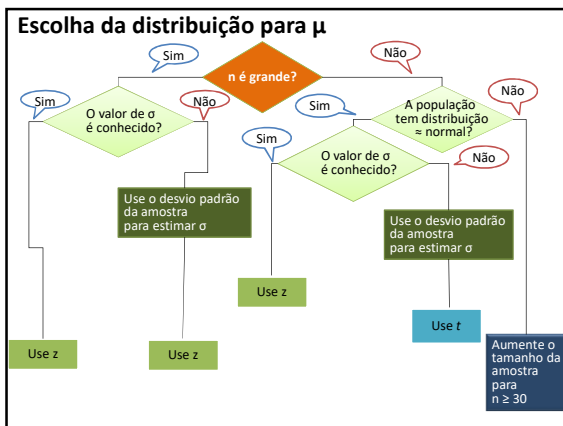 Escolha da distribuição para μ
Sim
n é grande?
Não
Sim
O valor de σ
é conhecido?
Não
Sim
A população
tem distribuição
≈ normal?
Não
Sim
O valor de σ
é conhecido?
Não
Use o desvio padrão
da amostra
para estimar σ
Use o desvio padrão
da amostra
para estimar σ
Use z
Use z
Use z
Use t
Aumente o
tamanho da
amostra
para
n ≥ 30